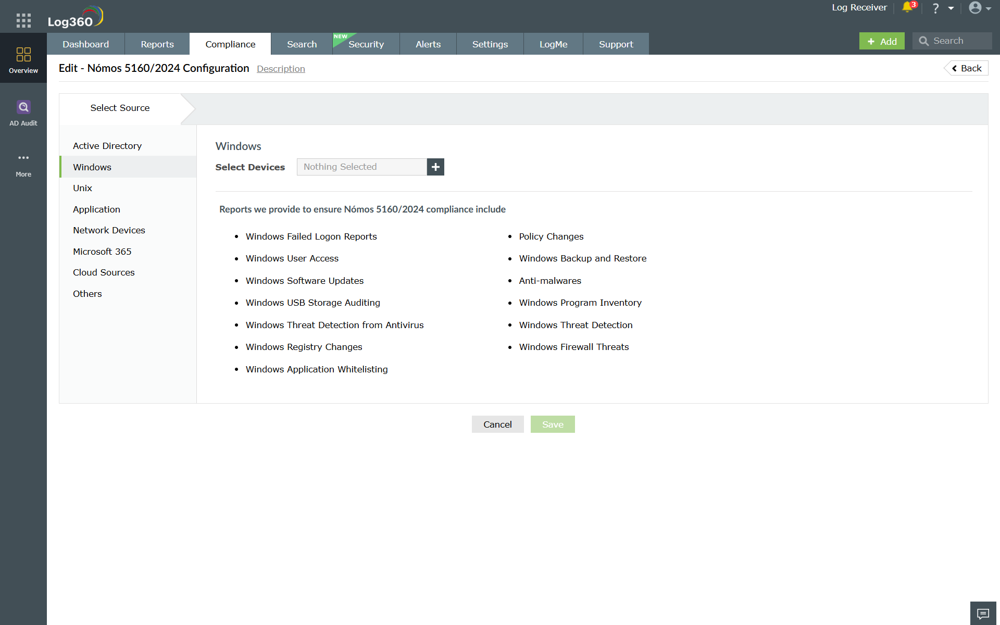 Log360
Log Receiver
3
?
Dashboard
Reports
Compliance
Search
NEW
Security
Alerts
Settings
LogMe
Support
+ Add
Search
Overview
AD Audit
More
Edit - Nómos 5160/2024 Configuration
Description
Back
Select Source
Active Directory
Windows
Unix
Application
Network Devices
Microsoft 365
Cloud Sources
Others
Windows
Select Devices
Nothing Selected
Reports we provide to ensure Nómos 5160/2024 compliance include
Windows Failed Logon Reports
Policy Changes
Windows User Access
Windows Backup and Restore
Windows Software Updates
Anti-malwares
Windows USB Storage Auditing
Windows Program Inventory
Windows Threat Detection from Antivirus
Windows Threat Detection
Windows Registry Changes
Windows Firewall Threats
Windows Application Whitelisting
Cancel
Save